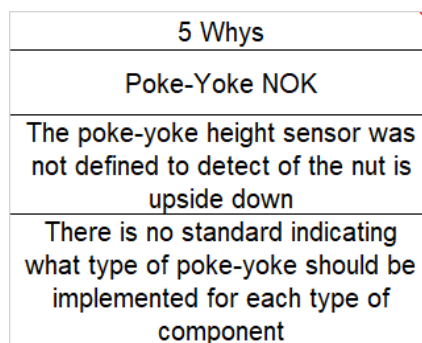 5 Whys
Poke-Yoke NOK
The poke-yoke height sensor was
not defined to detect of the nut is
upside down
There is no standard indicating
what type of poke-yoke should be
implemented for each type of
component